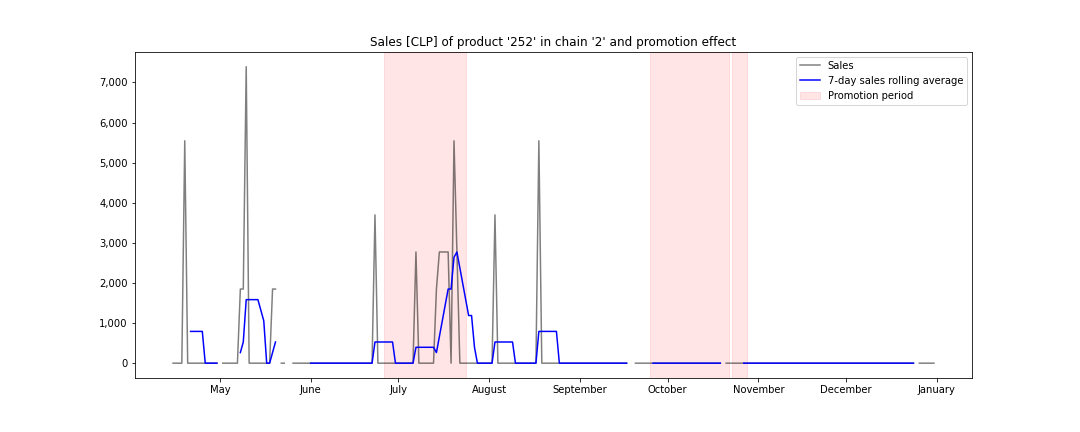 Sales [CLP] of product '252' in chain '2' and promotion effect
Sales
7-day sales rolling average
Promotion period
7,000
6,000
5,000
4,000
3,000
2,000
1,000
0
May June July August September October November December January